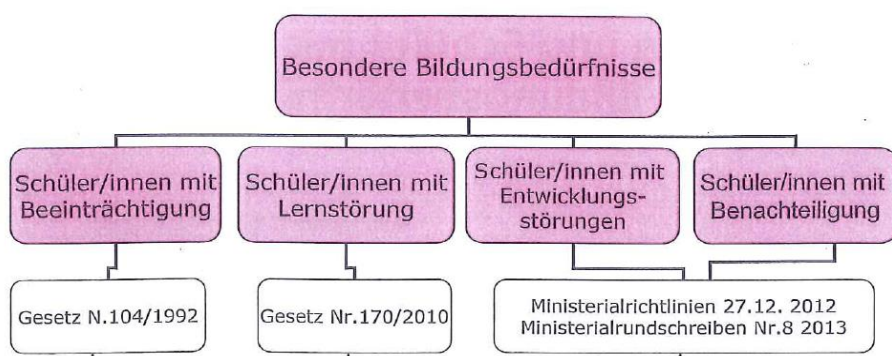 Besondere Bildungsbedürfnisse
Schüler/innen mit
Beeinträchtigung
Schüler/innen mit
Lernstörung
Schüler/innen mit
Entwicklungs-
störungen
Schüler/innen mit
Benachteiligung
Gesetz N.104/1992
Gesetz Nr.170/2010
Ministerialrichtlinien 27.12. 2012
Ministerialrundschreiben Nr.8 2013